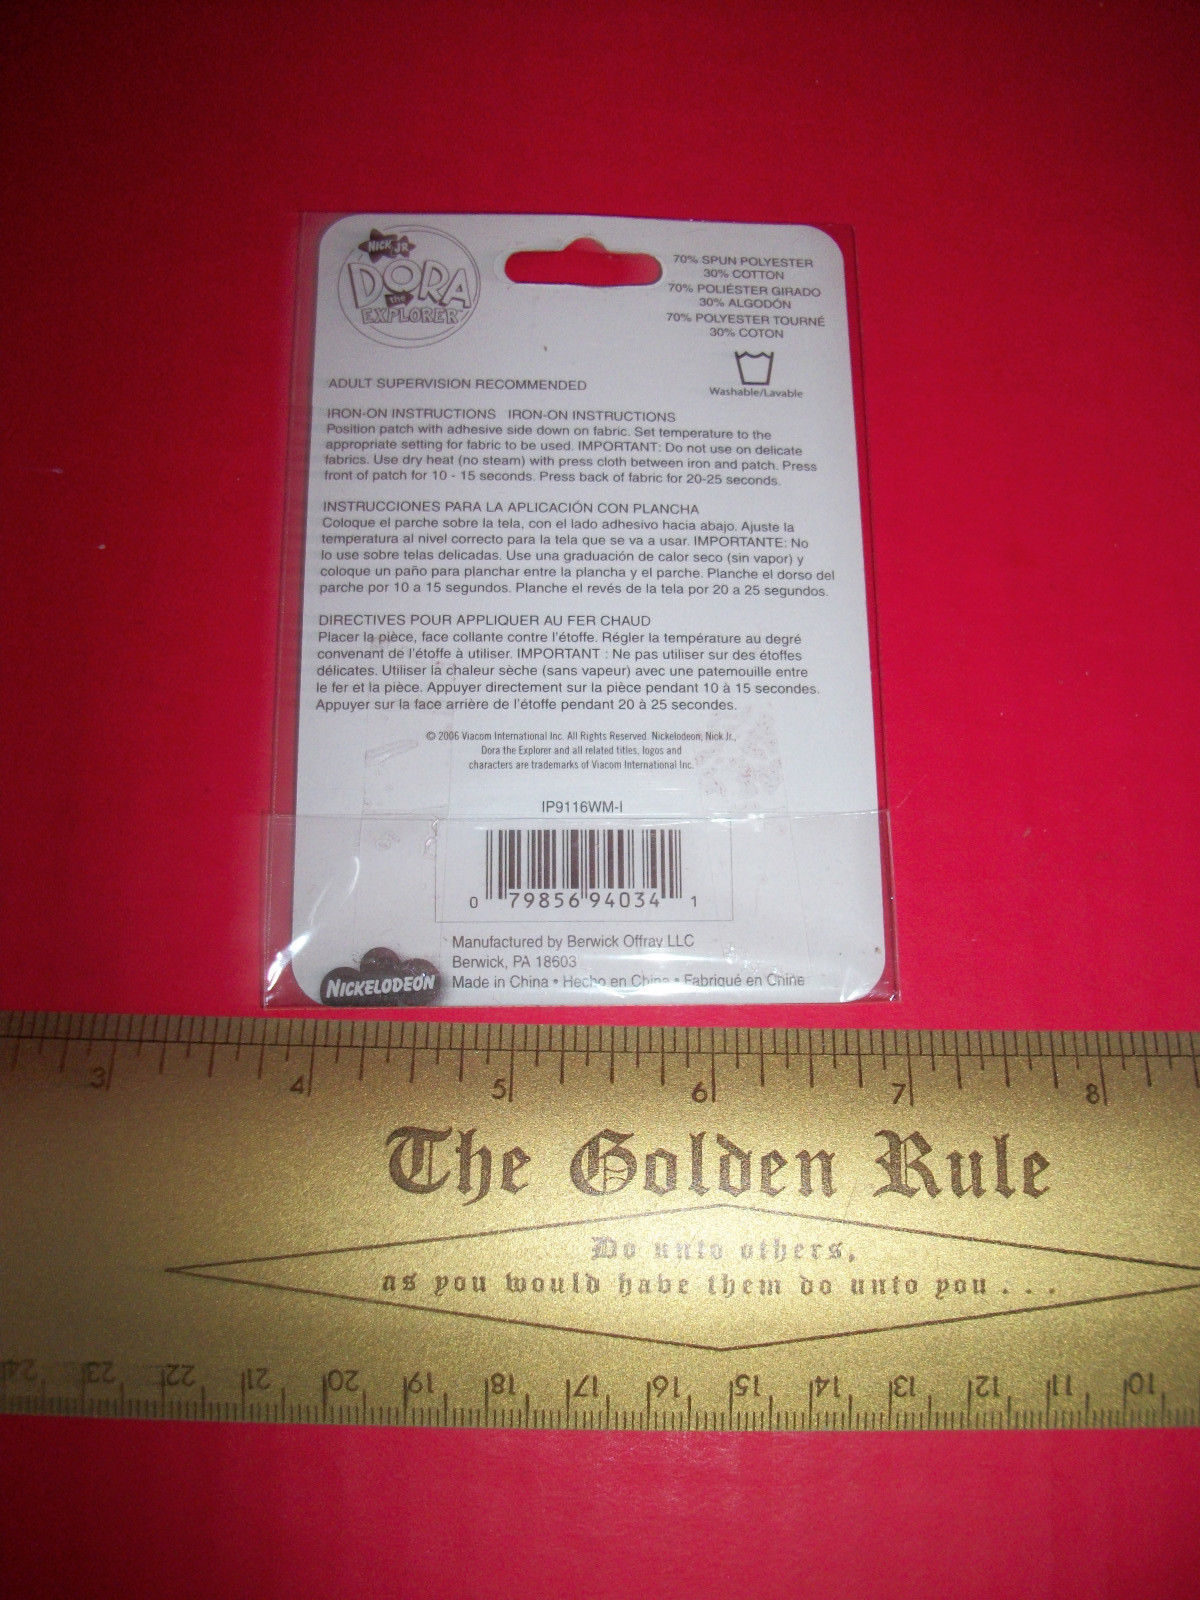 NICK JR.
DORA
the
EXPLORER
70% SPUN POLYESTER
30% COTTON
70% POLIÉSTER GIRADO
30% ALGODÓN
70% POLYESTER TOURNÉ
30% COTON
Washable/Lavable
ADULT SUPERVISION RECOMMENDED
IRON-ON INSTRUCTIONS IRON-ON INSTRUCTIONS
Position patch with adhesive side down on fabric. Set temperature to the
appropriate setting for fabric to be used. IMPORTANT: Do not use on delicate
fabrics. Use dry heat (no steam) with press cloth between iron and patch. Press
front of patch for 10 - 15 seconds. Press back of fabric for 20-25 seconds.
INSTRUCCIONES PARA LA APLICACIÓN CON PLANCHA
Coloque el parche sobre la tela, con el lado adhesivo hacia abajo. Ajuste la
temperatura al nivel correcto para la tela que se va a usar. IMPORTANTE: No
lo use sobre telas delicadas. Use una graduación de calor seco (sin vapor) y
coloque un paño para planchar entre la plancha y el parche. Planche el dorso del
parche por 10 a 15 segundos. Planche el revés de la tela por 20 a 25 segundos.
DIRECTIVES POUR APPLIQUER AU FER CHAUD
Placer la pièce, face collante contre l'étoffe. Régler la température au degré
convenant de l'étoffe à utiliser. IMPORTANT : Ne pas utiliser sur des étoffes
délicates. Utiliser la chaleur sèche (sans vapeur) avec une patemouille entre
le fer et la pièce. Appuyer directement sur la pièce pendant 10 à 15 secondes.
Appuyer sur la face arrière de l'étoffe pendant 20 à 25 secondes.
© 2006 Viacom International Inc. All Rights Reserved. Nickelodeon, Nick Jr.,
Dora the Explorer and all related titles, logos and
characters are trademarks of Viacom International Inc.
IP9116WM-I
0 79856 94034 1
Manufactured by Berwick Offray LLC
Berwick, PA 18603
Made in China • Hecho en China • Fabriqué en Chine
NICKELODEON
3 4 5 6 7 8
The Golden Rule
Do unto others,
as you would have them do unto you . . .
24 23 22 21 20 19 18 17 16 15 14 13 12 11 10